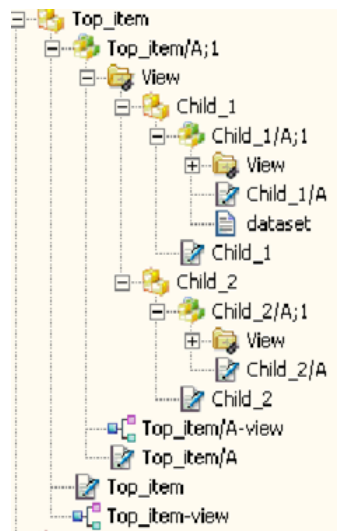 Top_item
Top_item/A;1
View
Child_1
Child_1/A;1
View
Child_1/A
dataset
Child_1
Child_2
Child_2/A;1
View
Child_2/A
Child_2
Top_item/A-view
Top_item/A
Top_item
Top_item-view